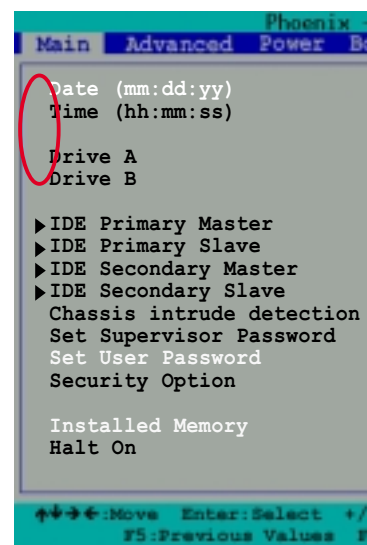 Phoenix -
Main Advanced Power
Date (mm:dd:yy)
Time (hh:mm:ss)
Drive A
Drive B
IDE Primary Master
IDE Primary Slave
IDE Secondary Master
IDE Secondary Slave
Chassis intrude detection
Set Supervisor Password
Set User Password
Security Option
Installed Memory
Halt On
:Move Enter:Select +/
F5:Previous Values